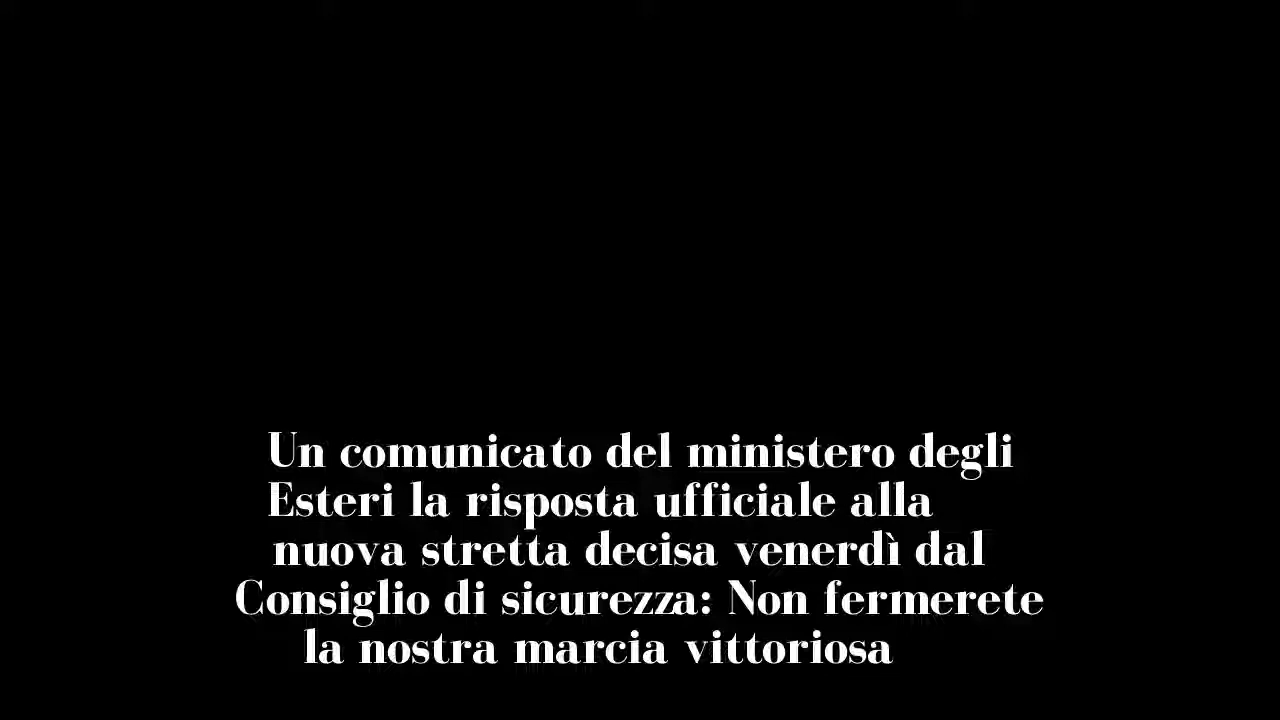 Un comunicato del ministero degli
Esteri la risposta ufficiale alla
nuova stretta decisa venerdì dal
Consiglio di sicurezza: Non fermerete
la nostra marcia vittoriosa